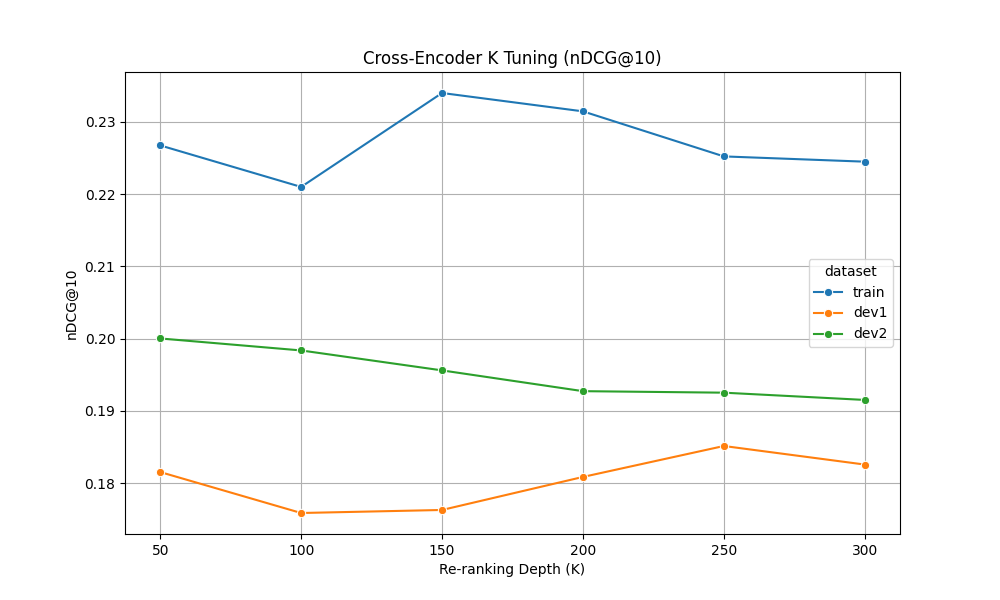 Cross-Encoder K Tuning (nDCG@10)
0.23
0.22
0.21
0.20
0.19
0.18
nDCG@10
dataset
train
dev1
dev2
50 100 150 200 250 300
Re-ranking Depth (K)